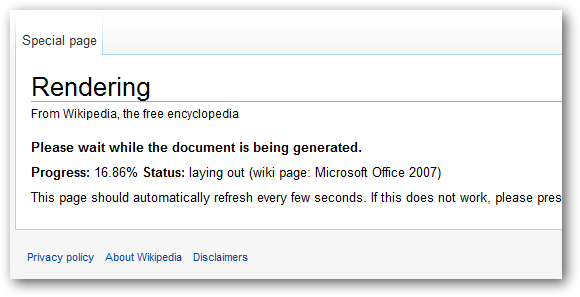 Special page
Rendering
From Wikipedia, the free encyclopedia
Please wait while the document is being generated.
Progress: 16.86% Status: laying out (wiki page: Microsoft Office 2007)
This page should automatically refresh every few seconds. If this does not work, please pres
Privacy policy About Wikipedia Disclaimers